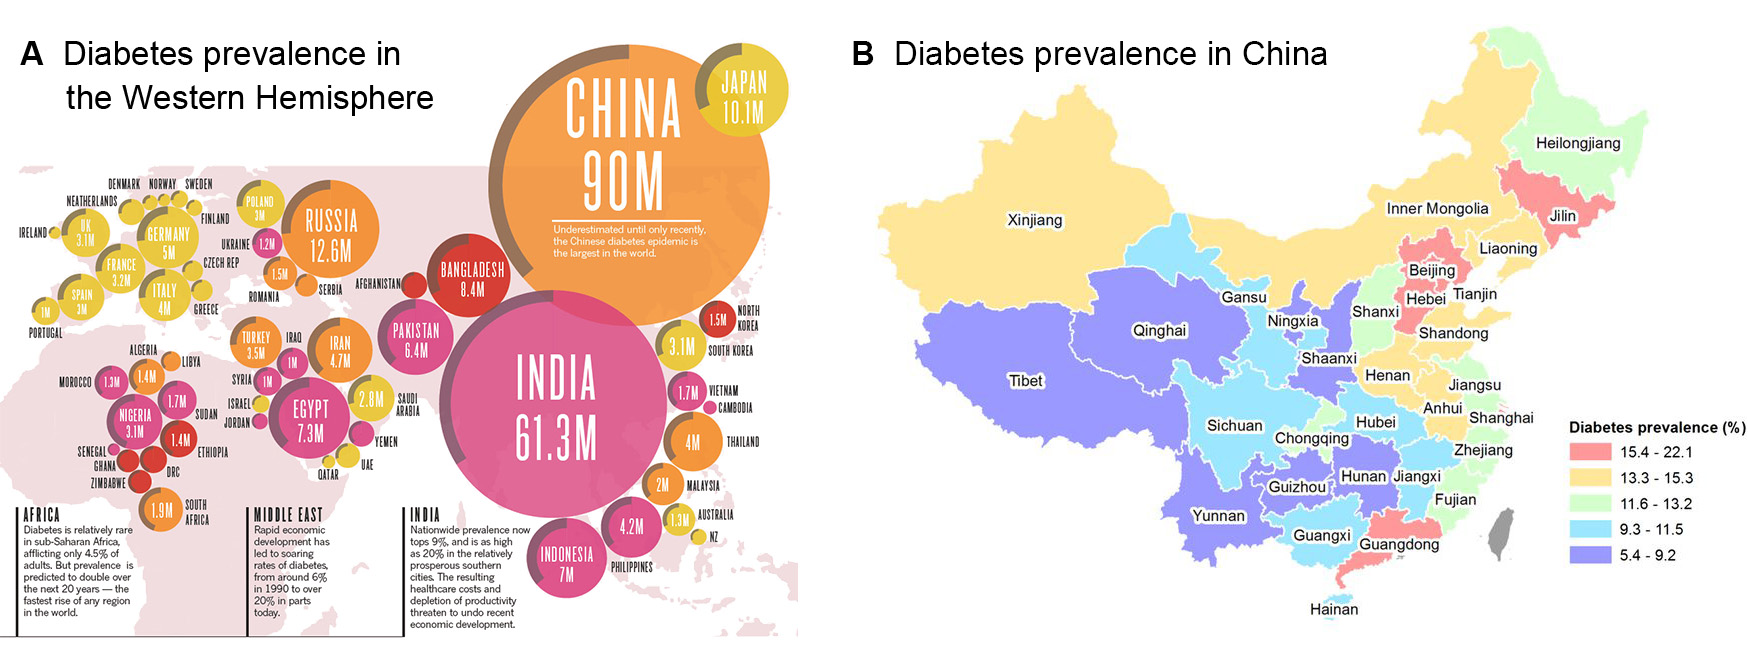 A Diabetes prevalence in
the Western Hemisphere
CHINA
90M
Underestimated until only recently,
the Chinese diabetes epidemic is
the largest in the world.
JAPAN
10.1M
DENMARK
NORWAY
SWEDEN
NEATHERLANDS
FINLAND
IRELAND
UK
3.1M
GERMANY
5M
POLAND
3M
RUSSIA
12.6M
UKRAINE
1.2M
FRANCE
3.2M
CZECH REP
1.5M
ROMANIA
SERBIA
SPAIN
3M
ITALY
4M
GREECE
1M
PORTUGAL
AFGHANISTAN
BANGLADESH
8.4M
PAKISTAN
6.4M
1.5M
NORTH
KOREA
3.1M
SOUTH KOREA
TURKEY
3.5M
IRAQ
1M
IRAN
4.7M
ALGERIA
1.4M
LIBYA
MOROCCO
1.3M
SYRIA
1M
INDIA
61.3M
1.7M
VIETNAM
CAMBODIA
1.7M
SUDAN
ISRAEL
JORDAN
EGYPT
7.3M
2.8M
SAUDI
ARABIA
NIGERIA
3.1M
YEMEN
4M
THAILAND
SENEGAL
GHANA
1.4M
ETHIOPIA
DRC
ZIMBABWE
QATAR
UAE
2M
MALAYSIA
1.9M
SOUTH
AFRICA
1.3M
AUSTRALIA
NZ
4.2M
PHILIPPINES
INDONESIA
7M
AFRICA
Diabetes is relatively rare
in sub-Saharan Africa,
afflicting only 4.5% of
adults. But prevalence is
predicted to double over
the next 20 years — the
fastest rise of any region
in the world.
MIDDLE EAST
Rapid economic
development has
led to soaring
rates of diabetes,
from around 6%
in 1990 to over
20% in parts
today.
INDIA
Nationwide prevalence now
tops 9%, and is as high
as 20% in the relatively
prosperous southern
cities. The resulting
healthcare costs and
depletion of productivity
threaten to undo recent
economic development.
B Diabetes prevalence in China
Heilongjiang
Xinjiang
Inner Mongolia
Jilin
Liaoning
Beijing
Gansu
Hebei
Tianjin
Shanxi
Ningxia
Qinghai
Shandong
Shaanxi
Henan
Tibet
Jiangsu
Anhui
Shanghai
Sichuan
Hubei
Chongqing
Zhejiang
Hunan
Jiangxi
Guizhou
Fujian
Yunnan
Guangxi
Guangdong
Hainan
Diabetes prevalence (%)
15.4 - 22.1
13.3 - 15.3
11.6 - 13.2
9.3 - 11.5
5.4 - 9.2